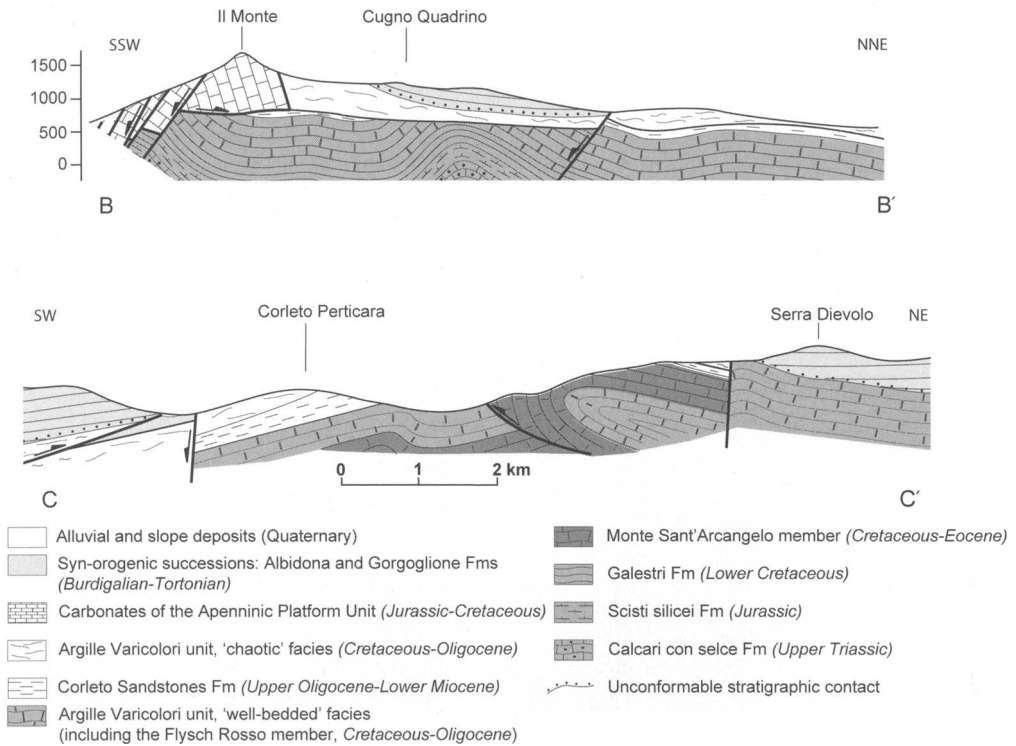 Il Monte Cugno Quadrino
SSW NNE
1500
1000
500
0
B B´
Corleto Perticara Serra Dievolo
SW NE
0 1 2 km
C C´
Alluvial and slope deposits (Quaternary)
Syn-orogenic successions: Albidona and Gorgoglione Fms
(Burdigalian-Tortonian)
Carbonates of the Apenninic Platform Unit (Jurassic-Cretaceous)
Argille Varicolori unit, 'chaotic' facies (Cretaceous-Oligocene)
Corleto Sandstones Fm (Upper Oligocene-Lower Miocene)
Argille Varicolori unit, 'well-bedded' facies
(including the Flysch Rosso member, Cretaceous-Oligocene)
Monte Sant'Arcangelo member (Cretaceous-Eocene)
Galestri Fm (Lower Cretaceous)
Scisti silicei Fm (Jurassic)
Calcari con selce Fm (Upper Triassic)
Unconformable stratigraphic contact